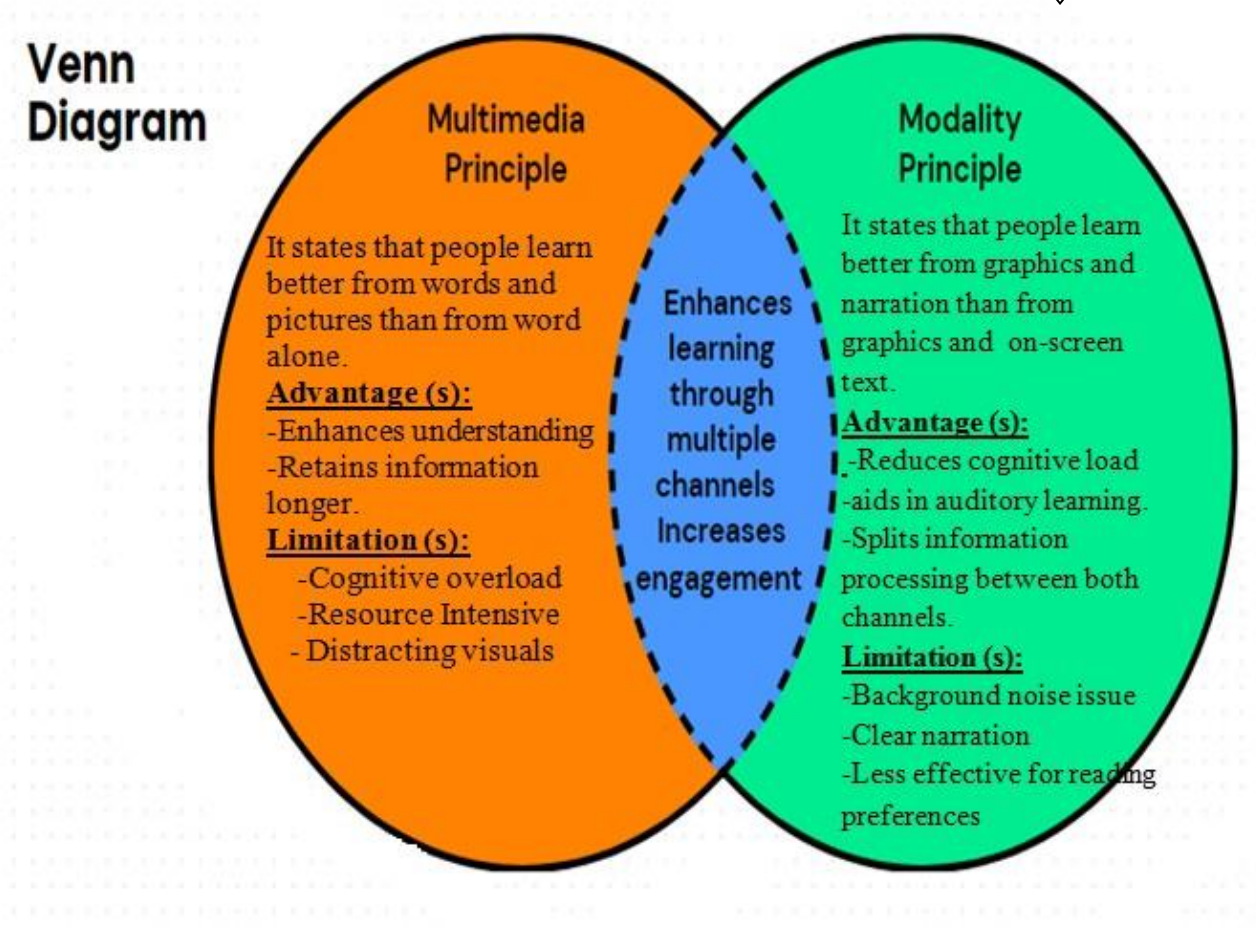 Venn
Diagram
Multimedia
Principle
It states that people learn
better from words and
pictures than from word
alone.
Advantage (s):
-Enhances understanding
-Retains information
longer.
Limitation (s):
-Cognitive overload
-Resource Intensive
- Distracting visuals
Enhances
learning
through
multiple
channels
Increases
engagement
Modality
Principle
It states that people learn
better from graphics and
narration than from
graphics and on-screen
text.
Advantage (s):
-Reduces cognitive load
-aids in auditory learning.
-Splits information
processing between both
channels.
Limitation (s):
-Background noise issue
-Clear narration
-Less effective for reading
preferences